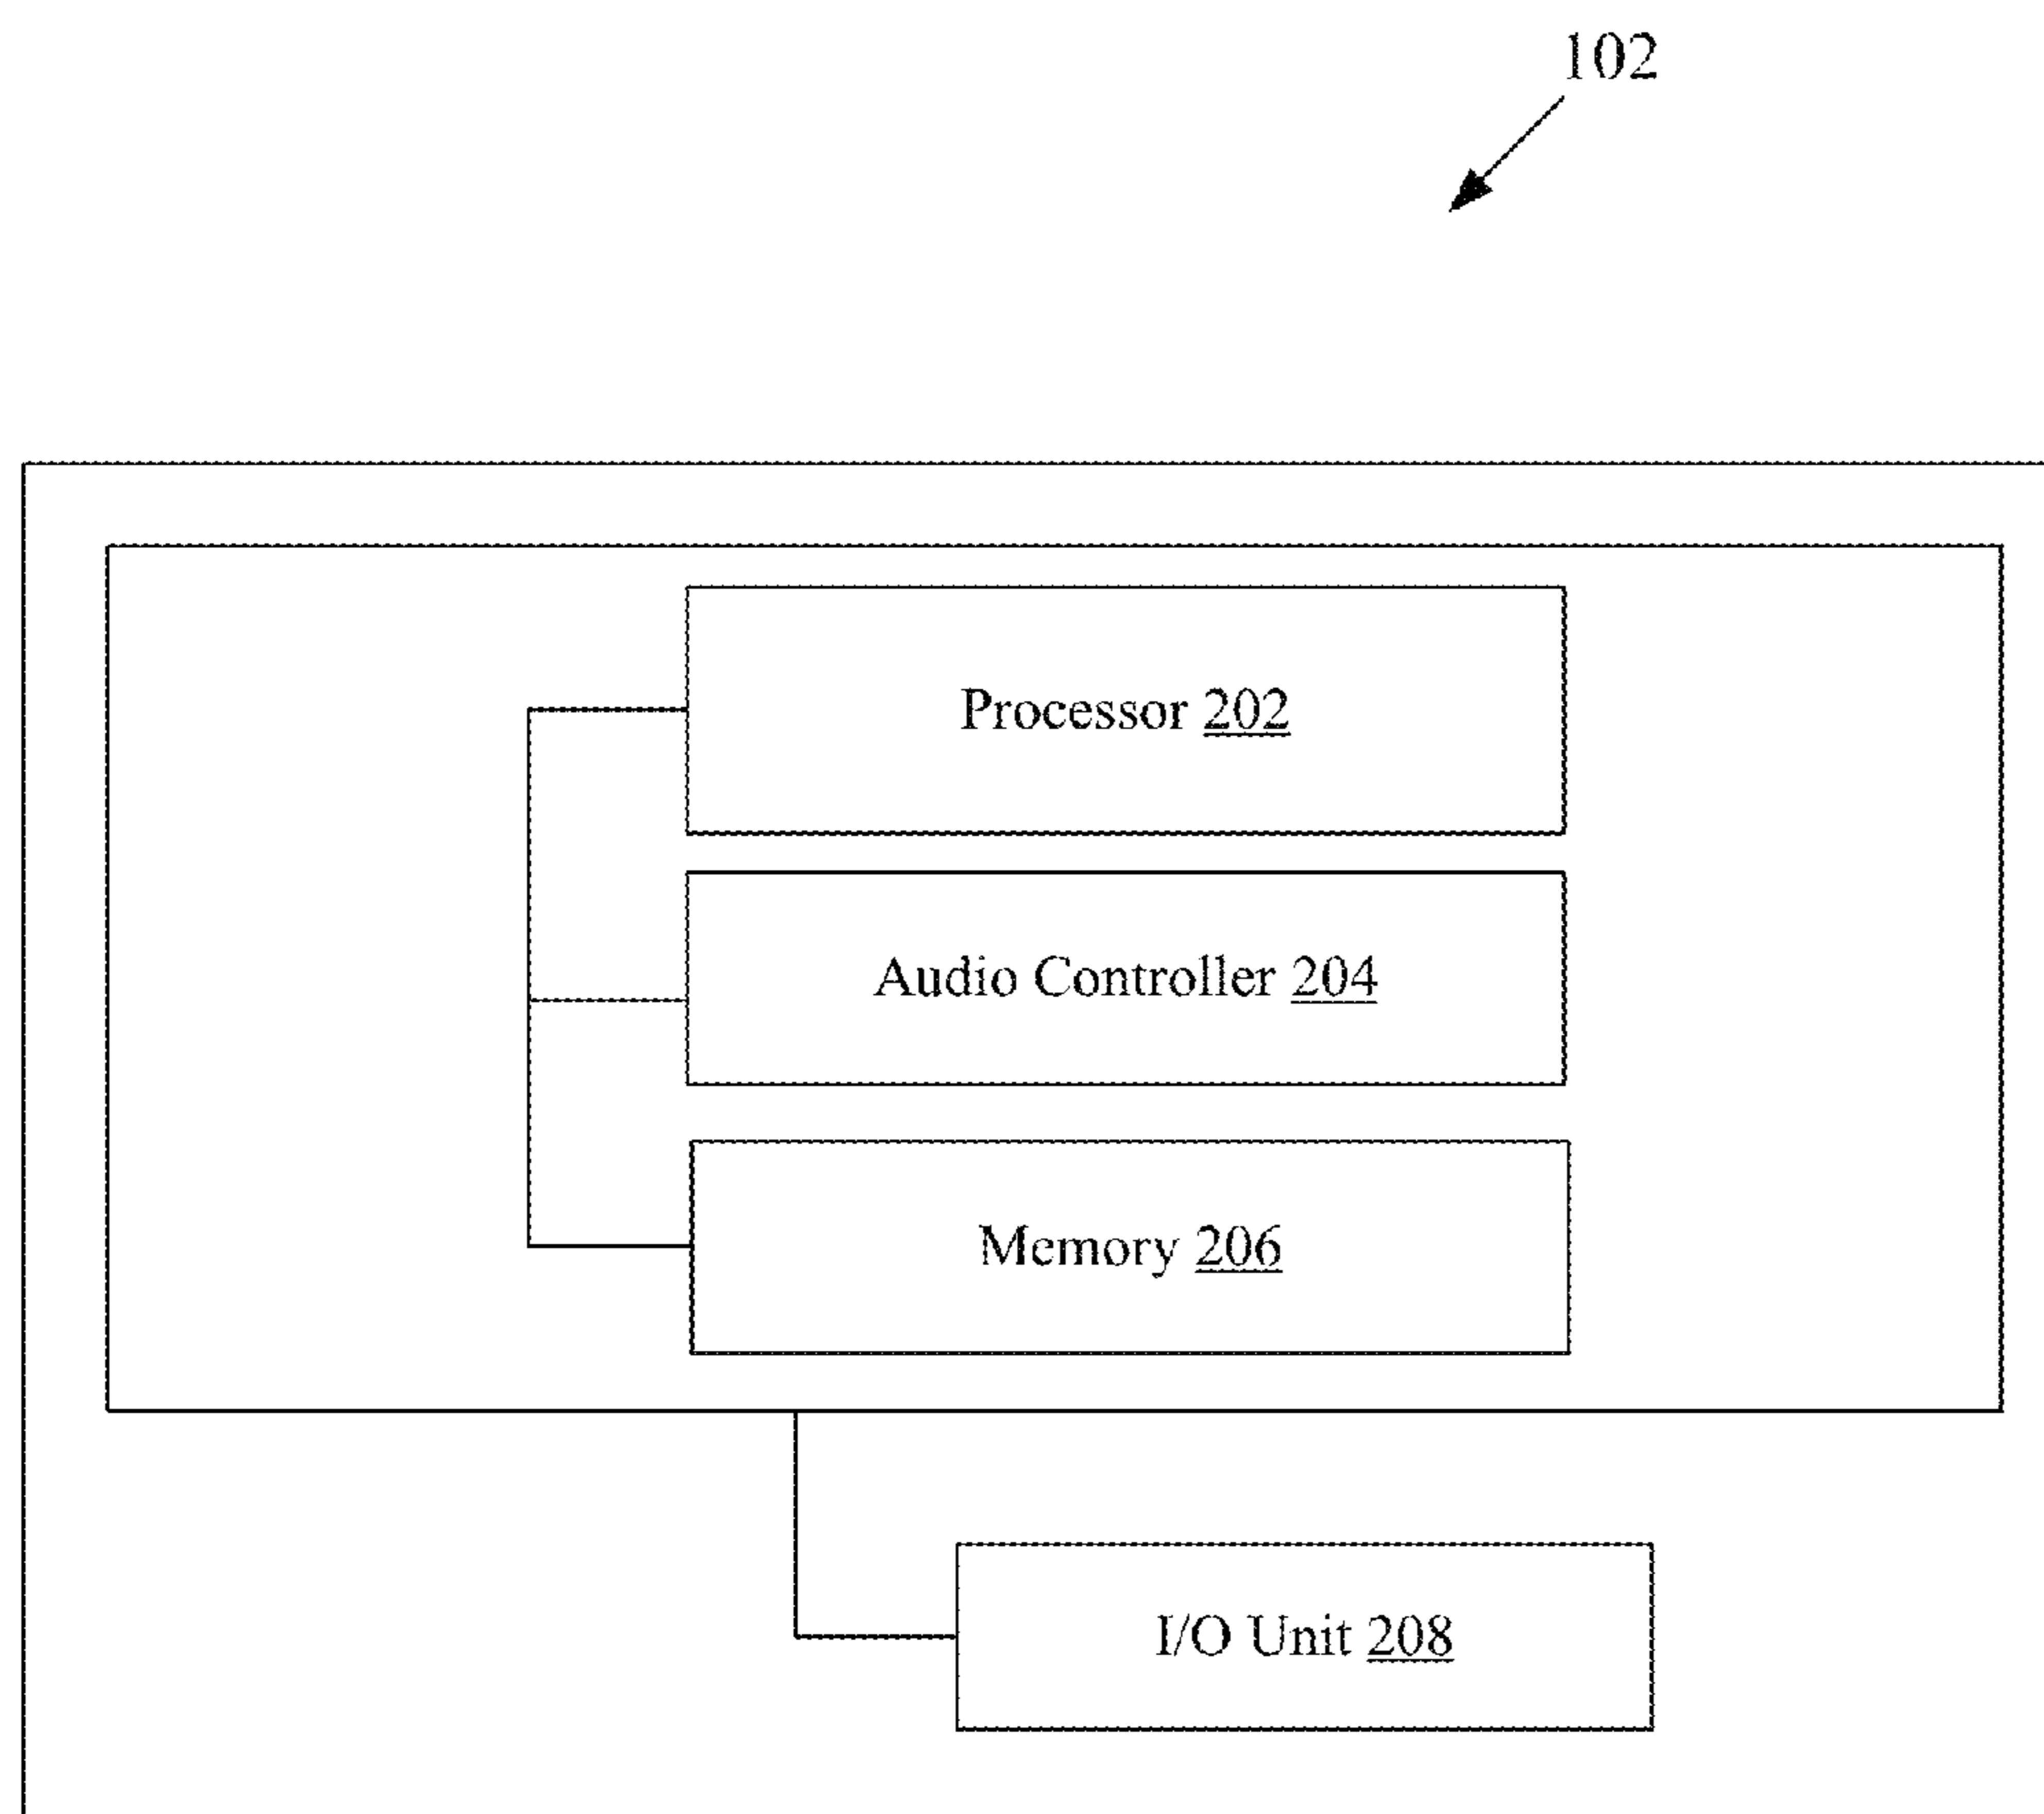 102
Processor 202
Audio Controller 204
Memory 206
I/O Unit 208